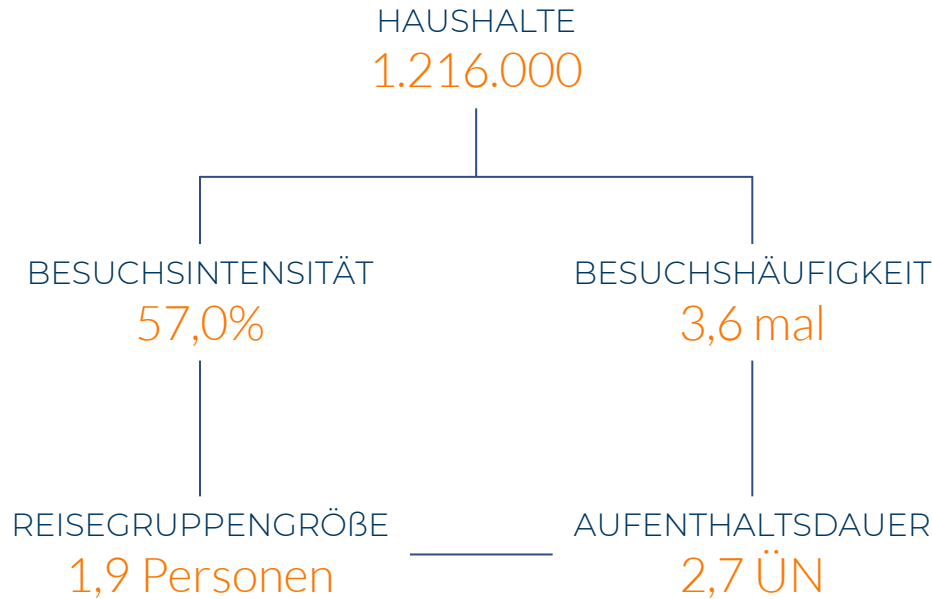 HAUSHALTE
1.216.000
BESUCHSINTENSITÄT
57,0%
BESUCHSHÄUFIGKEIT
3,6 mal
REISEGRUPPENGRÖßE
1,9 Personen
AUFENTHALTSDAUER
2,7 ÜN